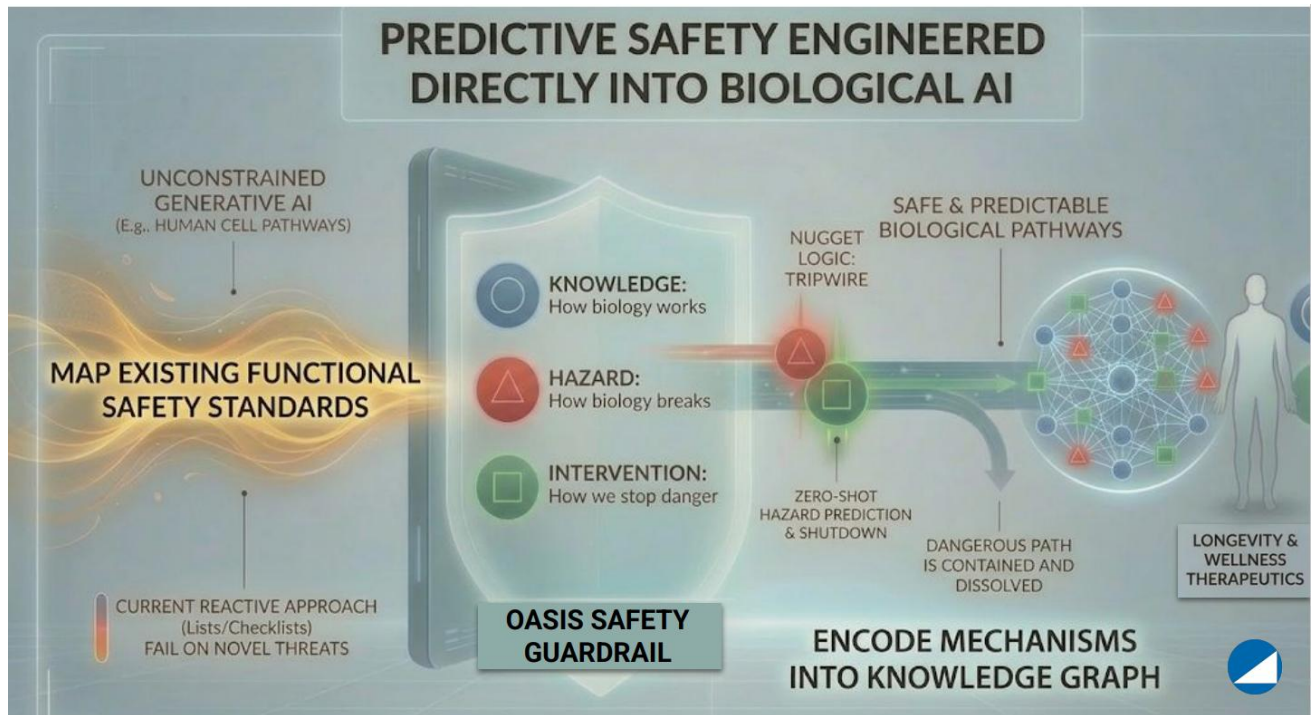 PREDICTIVE SAFETY ENGINEERED
DIRECTLY INTO BIOLOGICAL AI
UNCONSTRAINED
GENERATIVE AI
(E.g.. HUMAN CELL PATHWAYS)
MAP EXISTING FUNCTIONAL
SAFETY STANDARDS
CURRENT REACTIVE APPROACH
(Lists/Checklists)
FAIL ON NOVEL THREATS
KNOWLEDGE:
How biology works
HAZARD:
How biology breaks
INTERVENTION:
How we stop danger
OASIS SAFETY
GUARDRAIL
NUGGET
LOGIC:
TRIPWIRE
ZERO-SHOT
HAZARD PREDICTION
& SHUTDOWN
SAFE & PREDICTABLE
BIOLOGICAL PATHWAYS
DANGEROUS PATH
IS CONTAINED AND
DISSOLVED
LONGEVITY &
WELLNESS
THERAPEUTICS
ENCODE MECHANISMS
INTO KNOWLEDGE GRAPH